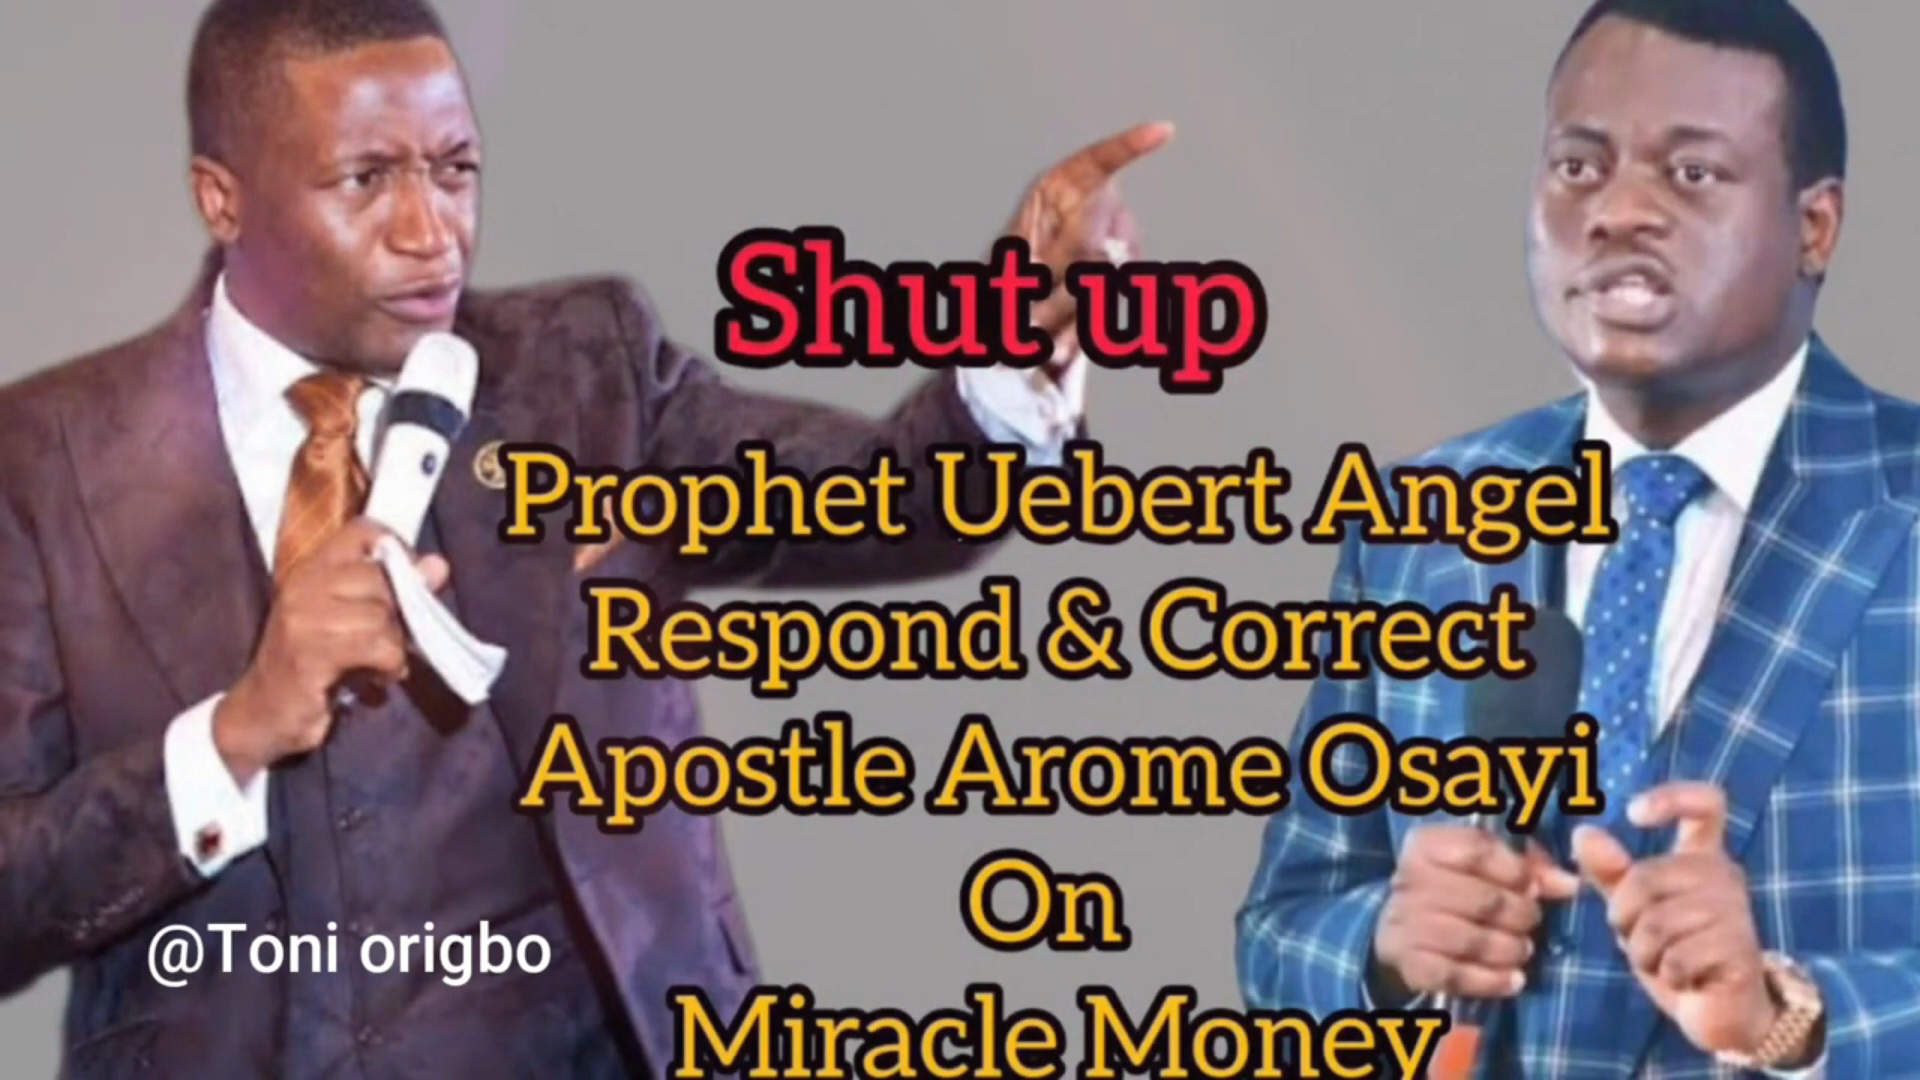 Shut up
Prophet Uebert Angel
Respond & Correct
Apostle Arome Osayi
On
Miracle Money
@Toni origbo